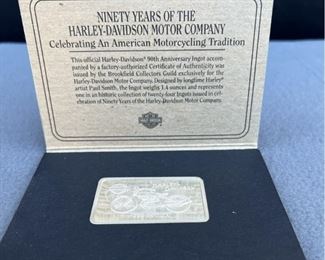 NINETY YEARS OF THE
HARLEY-DAVIDSON MOTOR COMPANY
Celebrating An American Motorcycling Tradition
This official Harley-Davidson® 90th Anniversary Ingot accom-
panied by a factory-authorized Certificate of Authenticity was
issued by the Brookfield Collectors Guild exclusively for the
Harley-Davidson Motor Company. Designed by longtime Harley®
artist Paul Smith, the ingot weighs 1.4 ounces and represents
one in an historic collection of twenty-four Ingots issued in cele-
bration of Ninety Years of the Harley-Davidson Motor Company.